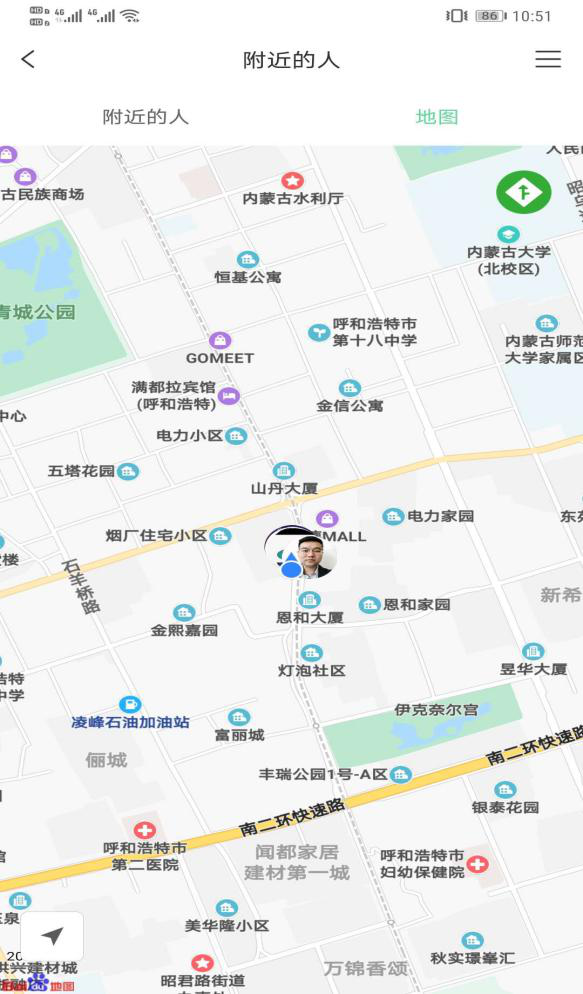 HD 4G 4G 86 10:51
附近的人
附近的人 地图
古民族商场
内蒙古水利厅
人民
内蒙古大学
(北校区)
恒基公寓
青城公园
呼和浩特市
第十八中学
内蒙古师范
大学家属区
GOMEET
满都拉宾馆
(呼和浩特)
金信公寓
中心
电力小区
五塔花园
山丹大厦
电力家园
MALL
烟厂住宅小区
石羊桥路
恩和大厦
恩和家园
新希
金熙嘉园
灯泡社区
昱华大厦
浩特
中学
凌峰石油加油站
伊克奈尔宫
富丽城
俪城
南二环快速路
丰瑞公园1号-A区
银泰花园
南二环快速路
呼和浩特市
第二医院
闻都家居
建材第一城
呼和浩特市
妇幼保健院
美华隆小区
秋实璟峯汇
洪兴建材城
万锦香颂
昭君路街道
地图